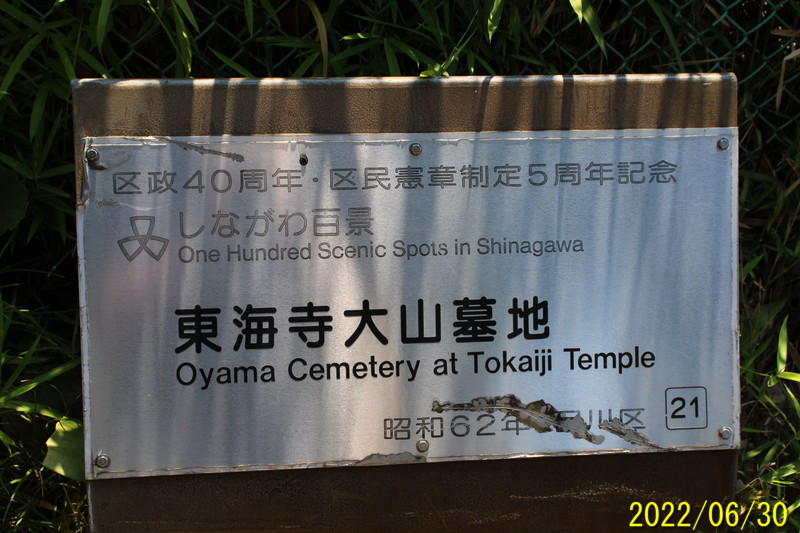 区政40周年・区民憲章制定5周年記念
しながわ百景
One Hundred Scenic Spots in Shinagawa
東海寺大山墓地
Oyama Cemetery at Tokaiji Temple
昭和62年 川区
21
2022/06/30